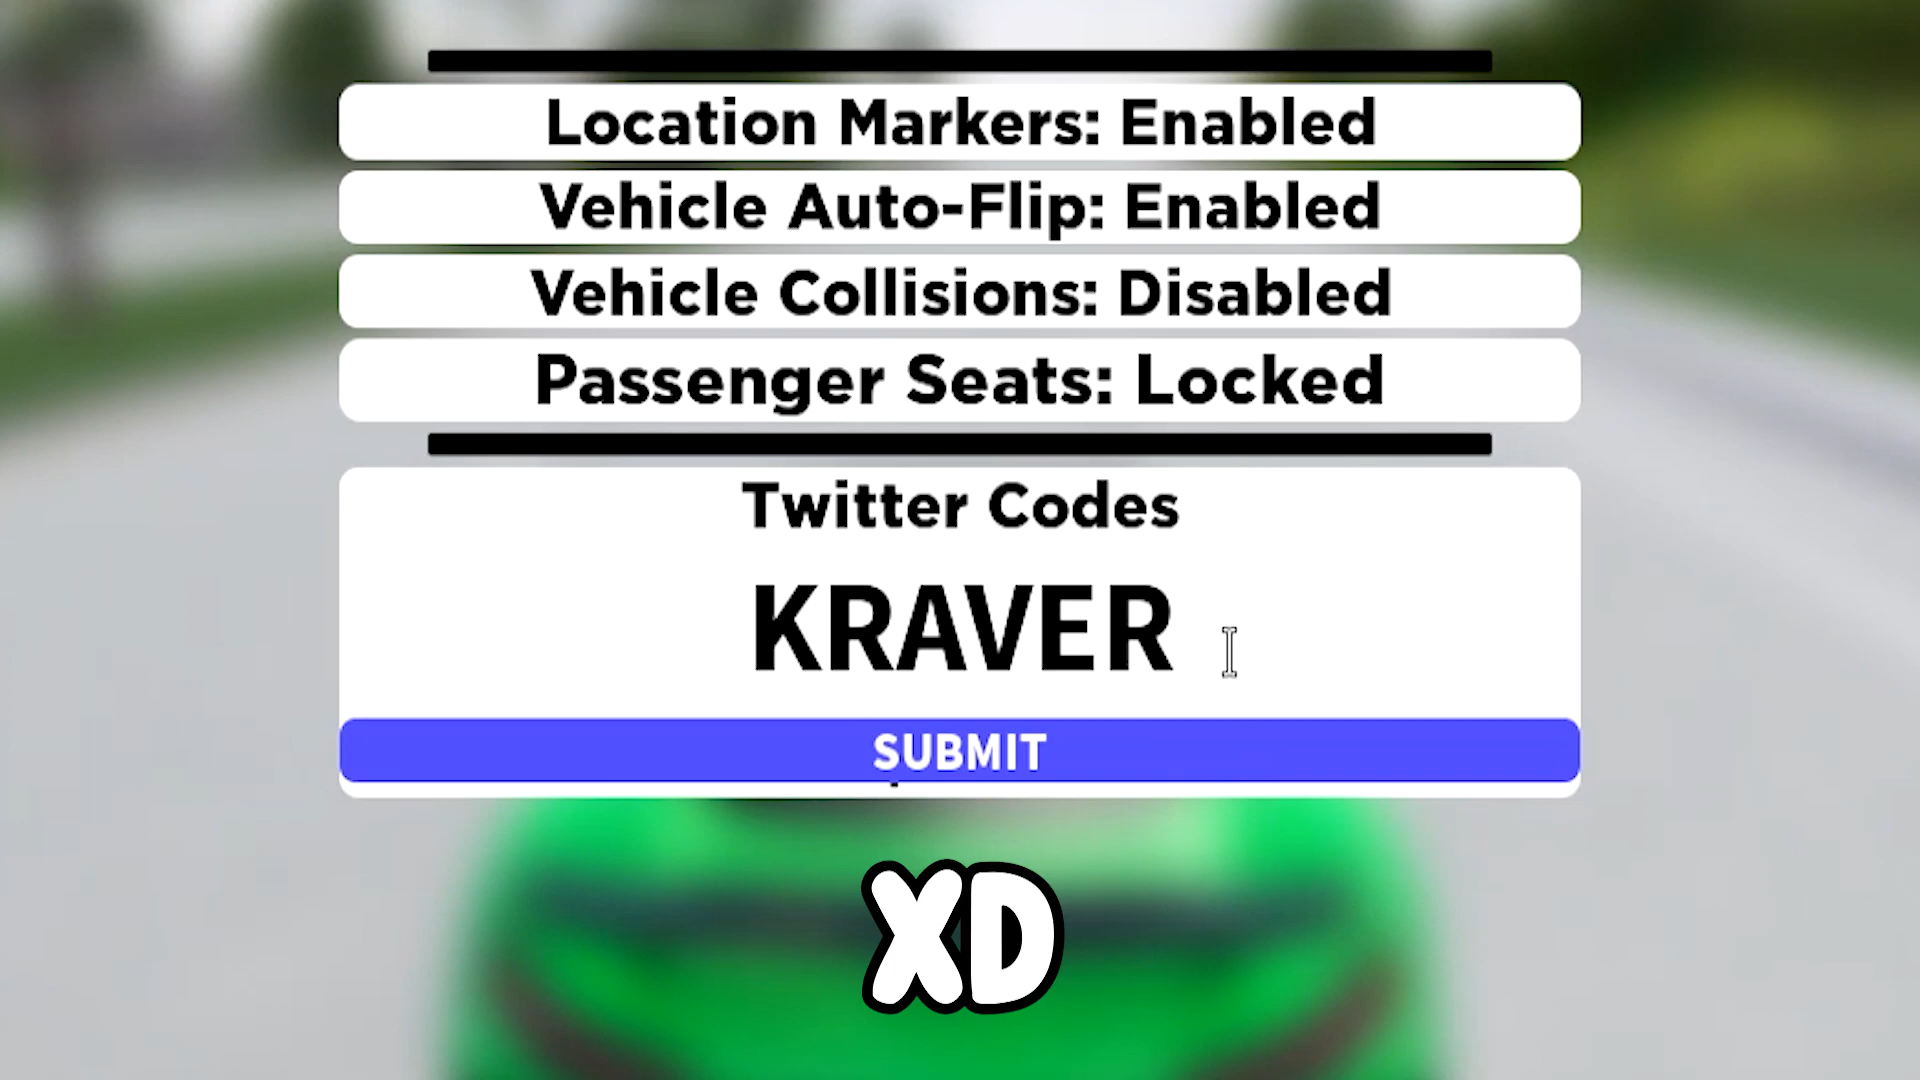 Location Markers: Enabled
Vehicle Auto-Flip: Enabled
Vehicle Collisions: Disabled
Passenger Seats: Locked
Twitter Codes
KRAVER
SUBMIT
XD